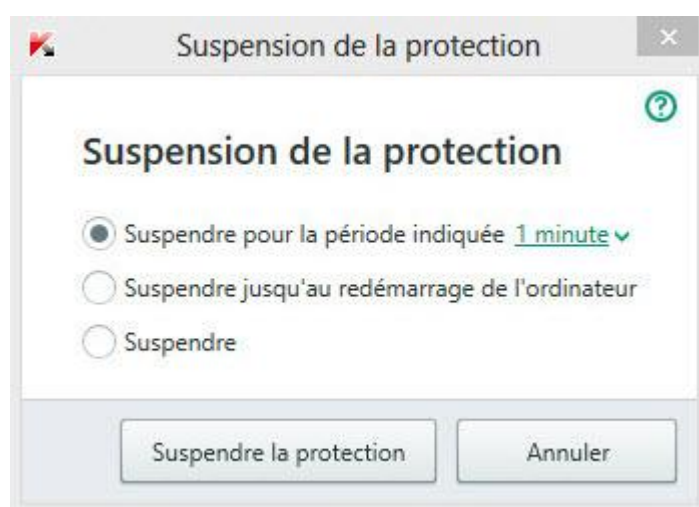 Suspension de la protection
Suspension de la protection
Suspendre pour la période indiquée 1 minute
Suspendre jusqu'au redémarrage de l'ordinateur
Suspendre
Suspendre la protection
Annuler